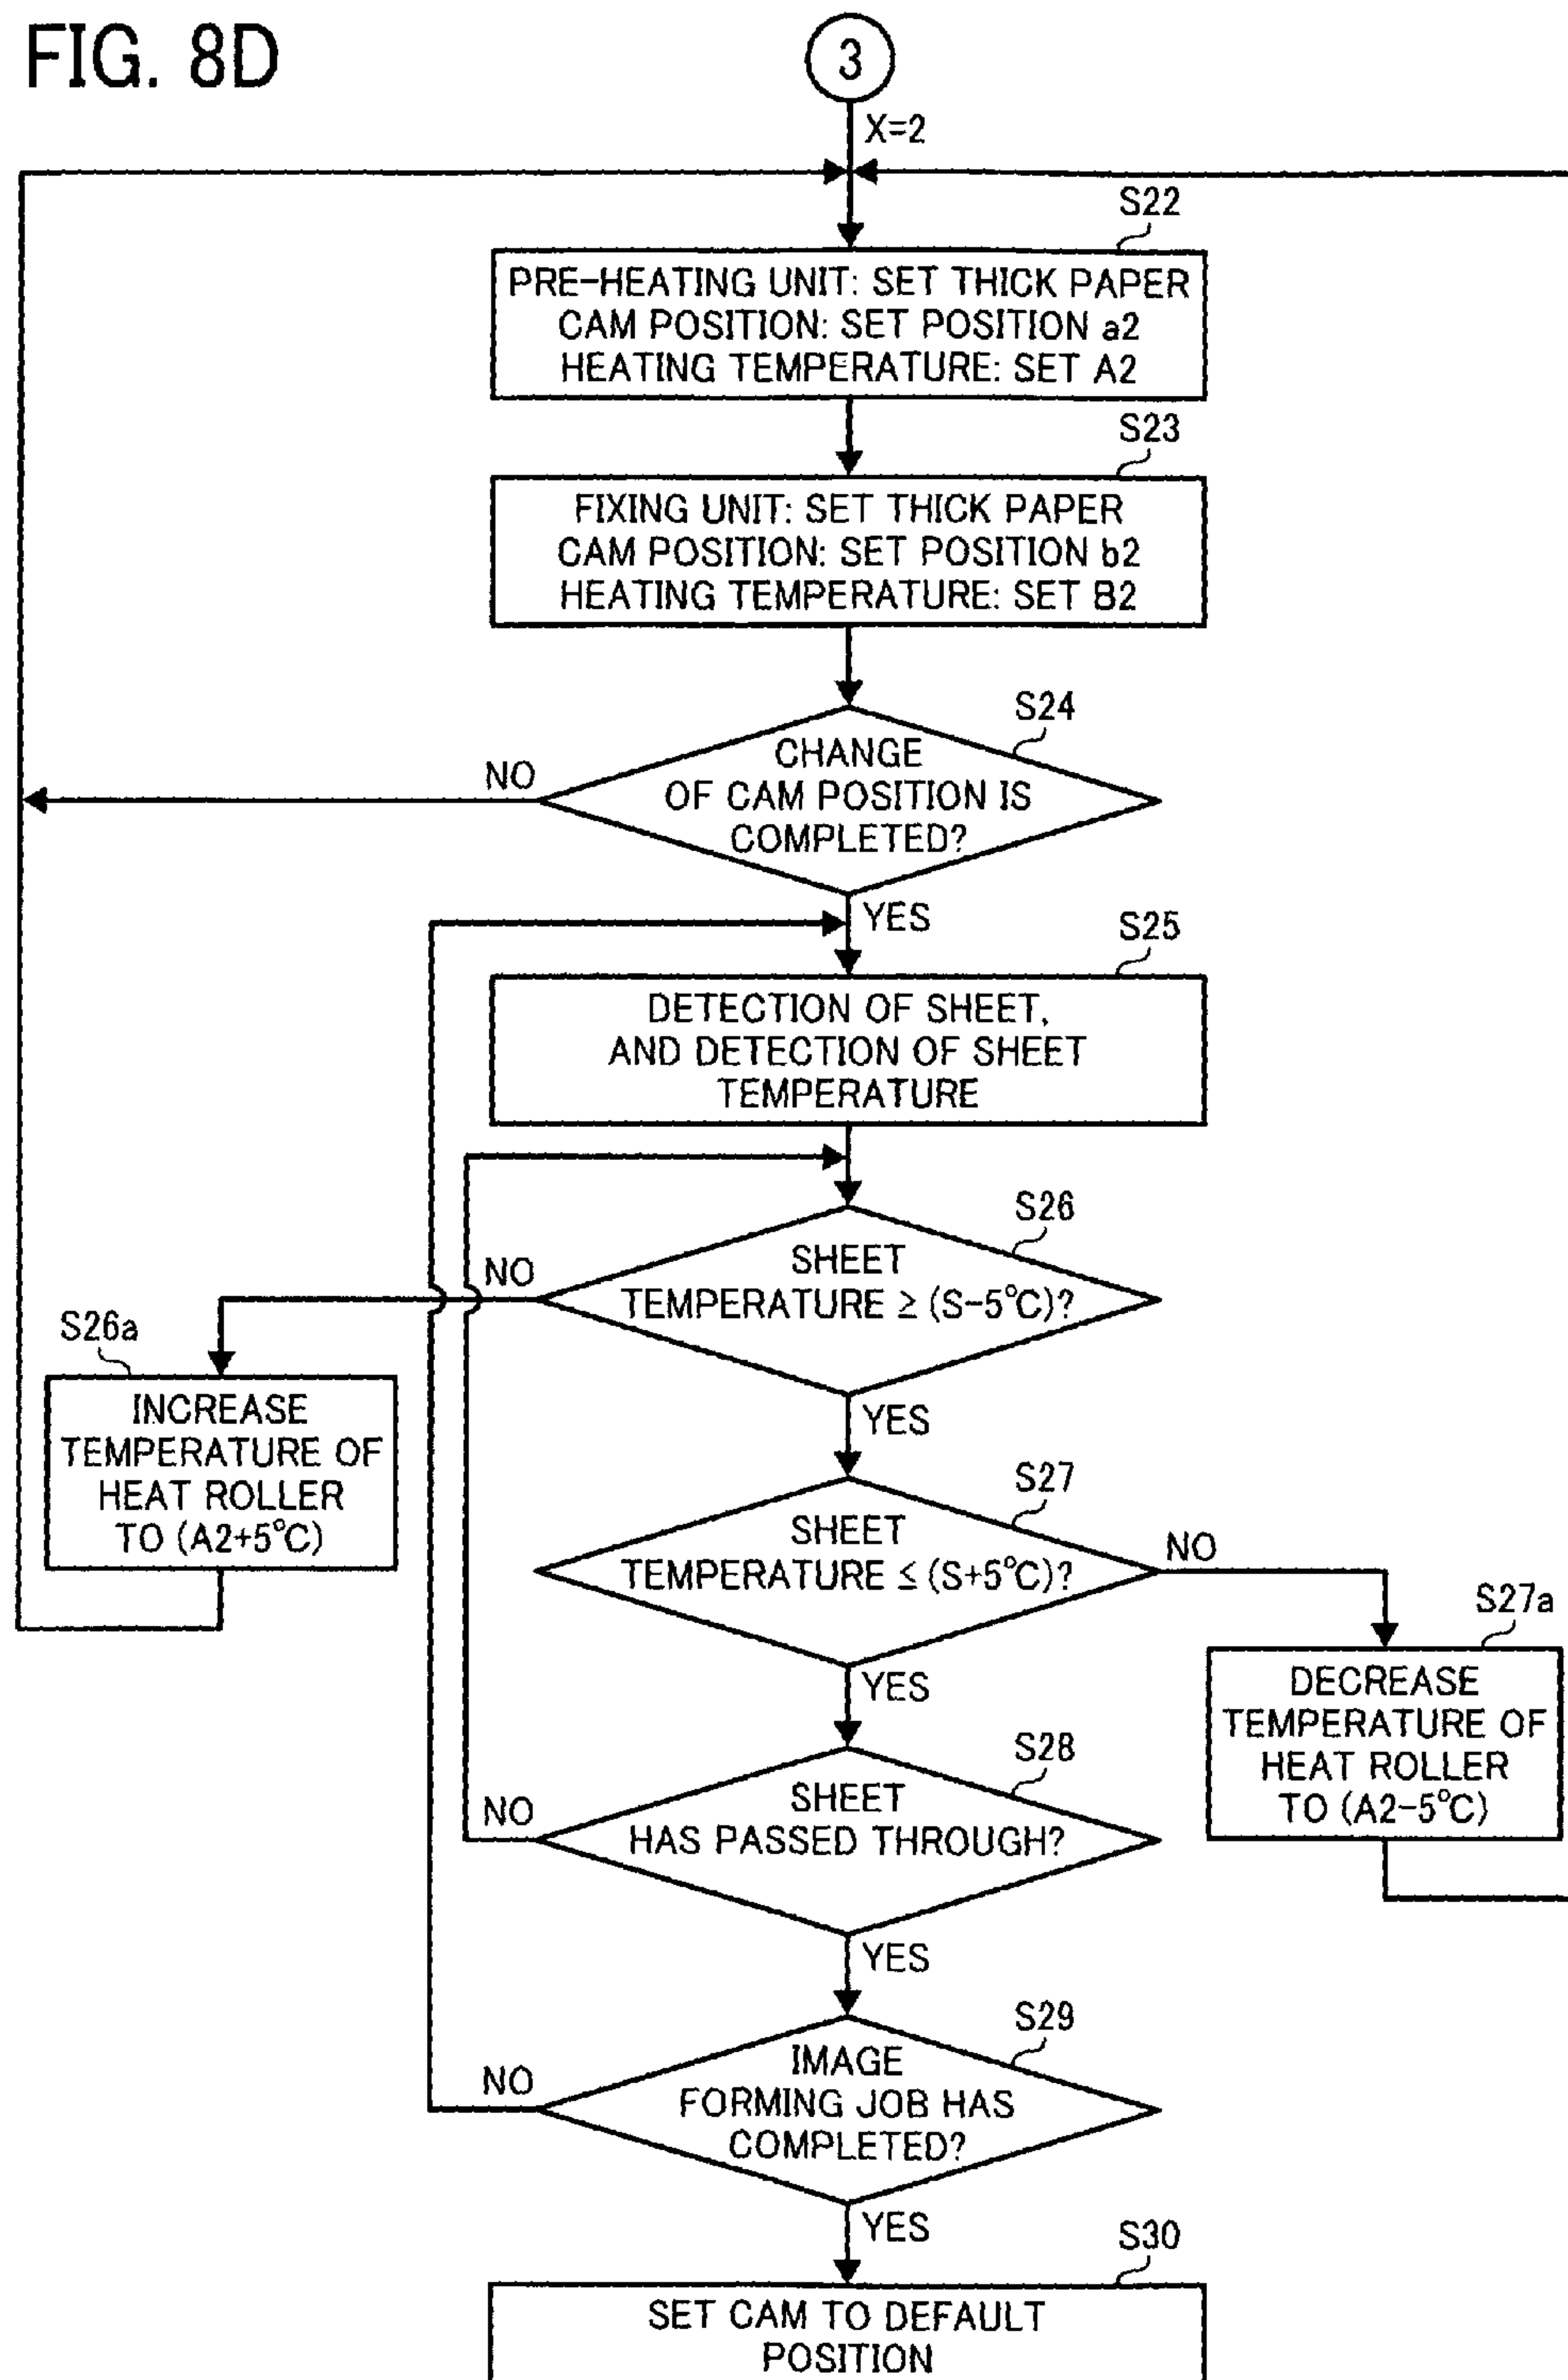 FIG. 8D
3
X=2
S22
PRE-HEATING UNIT: SET THICK PAPER
CAM POSITION: SET POSITION a2
HEATING TEMPERATURE: SET A2
S23
FIXING UNIT: SET THICK PAPER
CAM POSITION: SET POSITION b2
HEATING TEMPERATURE: SET B2
S24
CHANGE
OF CAM POSITION IS
COMPLETED?
NO
YES
S25
DETECTION OF SHEET,
AND DETECTION OF SHEET
TEMPERATURE
S26
SHEET
TEMPERATURE ≥ (S-5°C)?
NO
YES
S26a
INCREASE
TEMPERATURE OF
HEAT ROLLER
TO (A2+5°C)
S27
SHEET
TEMPERATURE ≤ (S+5°C)?
NO
YES
S27a
DECREASE
TEMPERATURE OF
HEAT ROLLER
TO (A2-5°C)
S28
SHEET
HAS PASSED THROUGH?
NO
YES
S29
IMAGE
FORMING JOB HAS
COMPLETED?
NO
YES
S30
SET CAM TO DEFAULT
POSITION